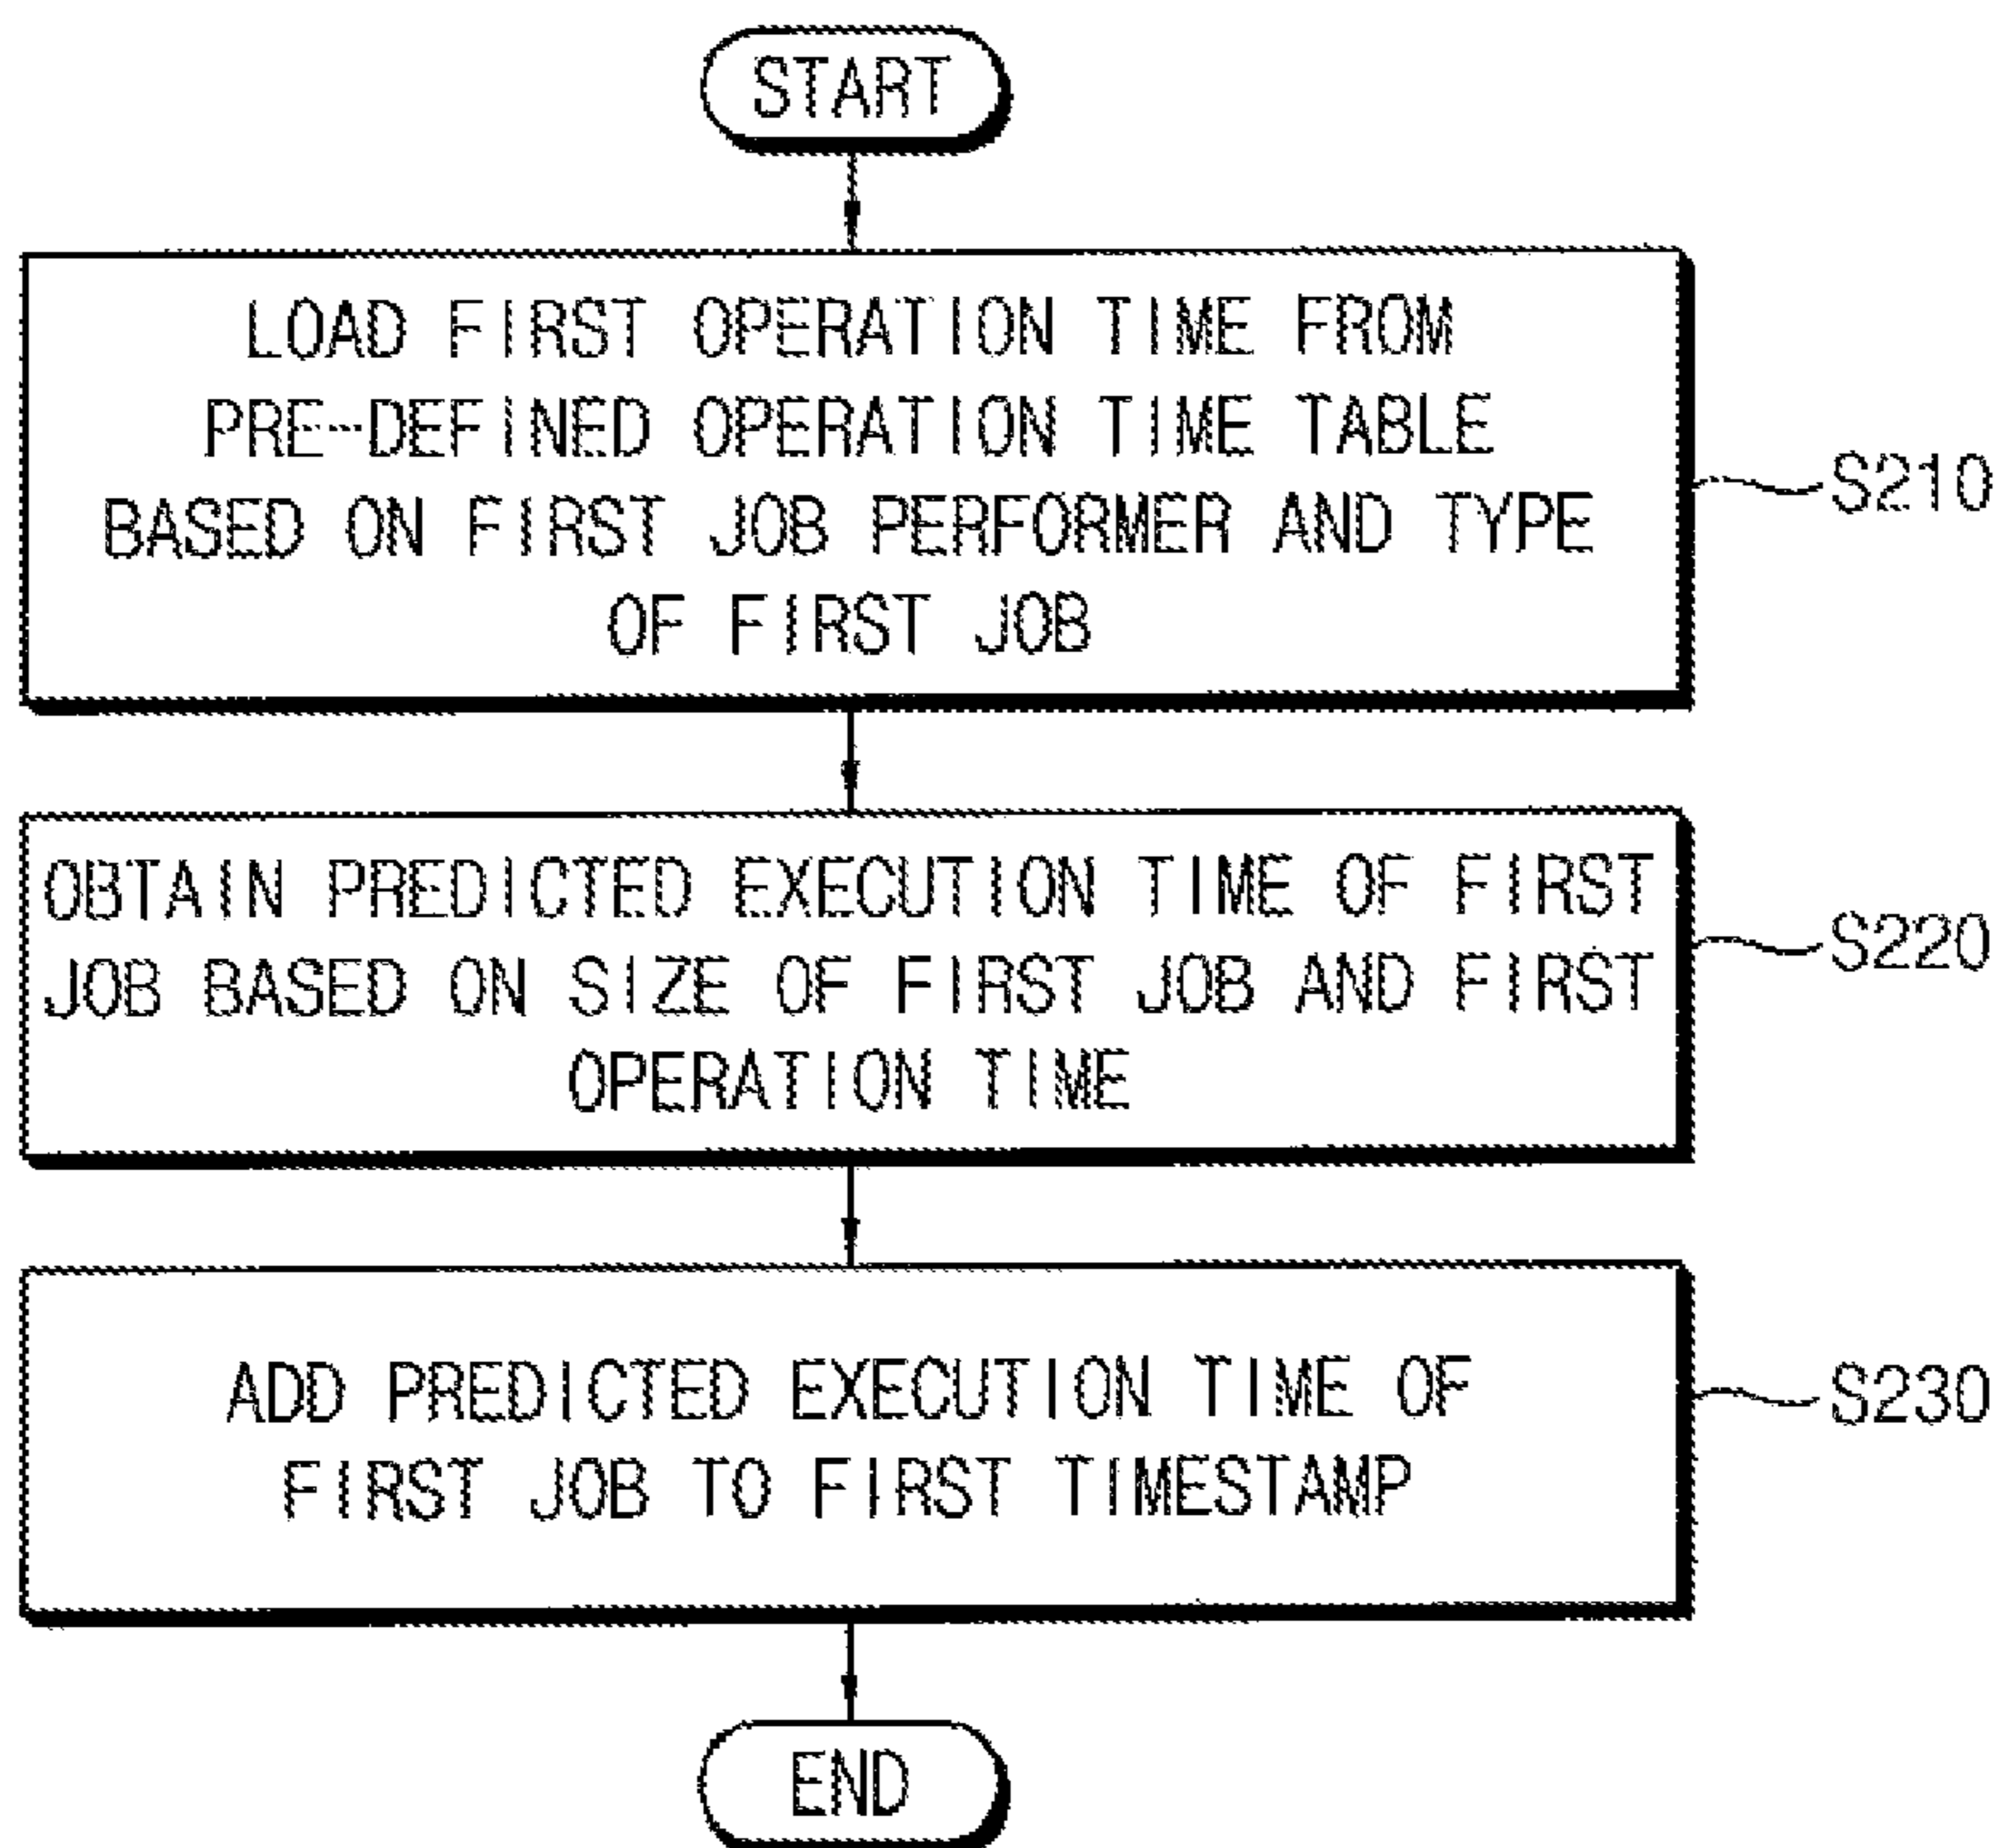 START
LOAD FIRST OPERATION TIME FROM
PRE-DEFINED OPERATION TIME TABLE
BASED ON FIRST JOB PERFORMER AND TYPE
OF FIRST JOB
S210
OBTAIN PREDICTED EXECUTION TIME OF FIRST
JOB BASED ON SIZE OF FIRST JOB AND FIRST
OPERATION TIME
S220
ADD PREDICTED EXECUTION TIME OF
FIRST JOB TO FIRST TIMESTAMP
S230
END